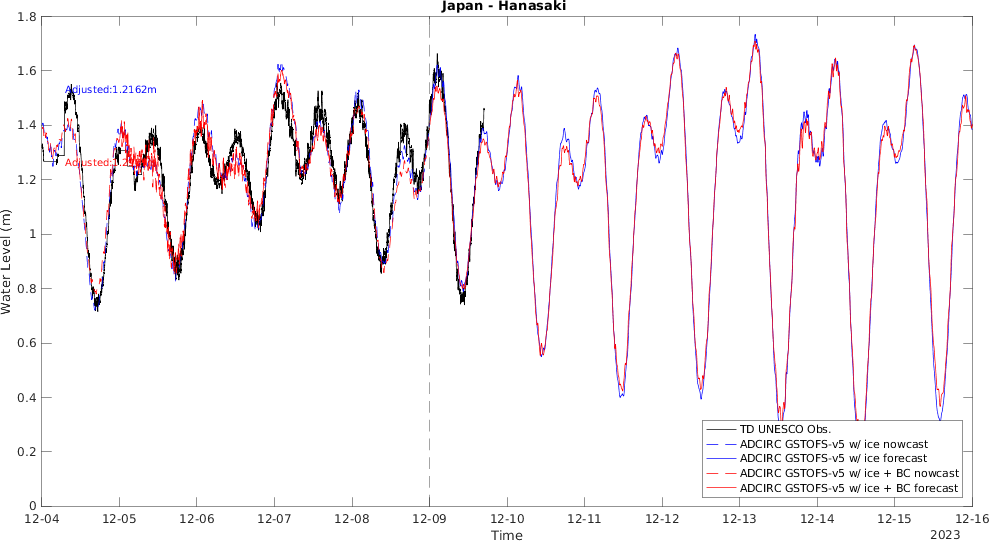 Japan - Hanasaki
1.8
1.6
1.4
1.2
1
0.8
0.6
0.4
0.2
0
Water Level (m)
Adjusted:1.2162m
Adjusted:1.2
TD UNESCO Obs.
ADCIRC GSTOFS-v5 w/ ice nowcast
ADCIRC GSTOFS-v5 w/ ice forecast
ADCIRC GSTOFS-v5 w/ ice + BC nowcast
ADCIRC GSTOFS-v5 w/ ice + BC forecast
12-04 12-05 12-06 12-07 12-08 12-09 12-10 12-11 12-12 12-13 12-14 12-15 12-16
Time
2023